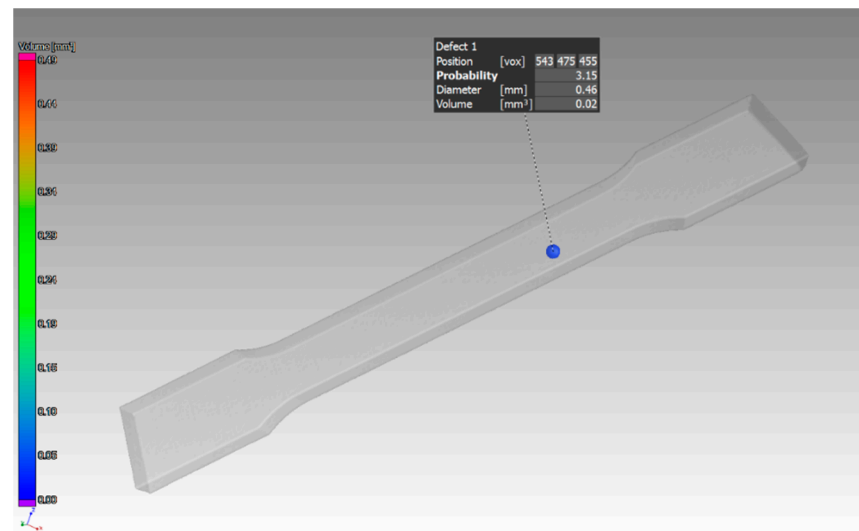 Volume [mm³]
0.49
0.44
0.39
0.34
0.29
0.24
0.19
0.15
0.10
0.05
0.00
Defect 1
Position [vox] 543 475 455
Probability 3.15
Diameter [mm] 0.46
Volume [mm³] 0.02